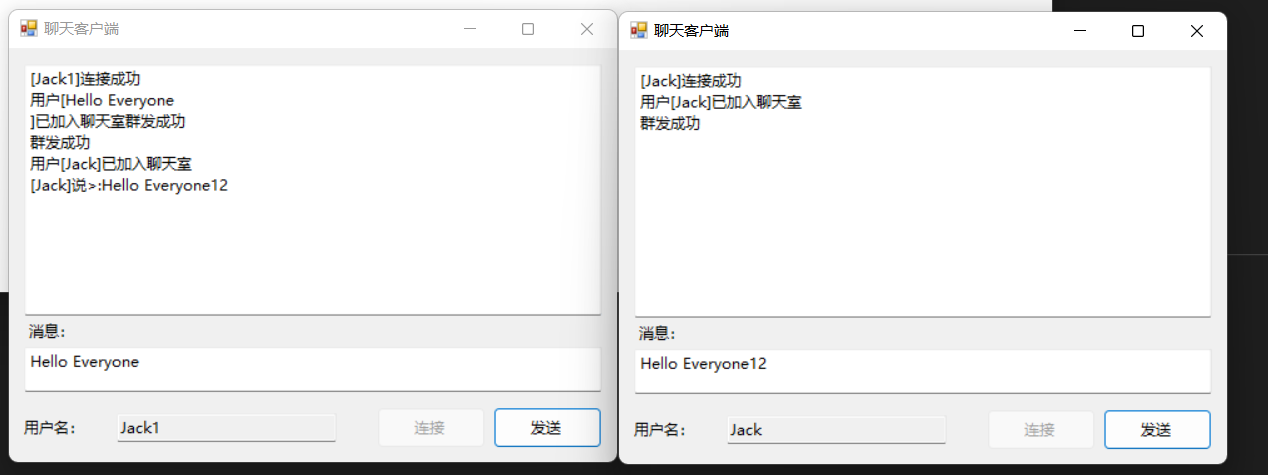 聊天客户端
[Jack1]连接成功
用户[Hello Everyone
]已加入聊天室群发成功
群发成功
用户[Jack]已加入聊天室
[Jack]说>:Hello Everyone12
消息：
Hello Everyone
用户名：
Jack1
连接
发送
聊天客户端
[Jack]连接成功
用户[Jack]已加入聊天室
群发成功
消息：
Hello Everyone12
用户名：
Jack
连接
发送